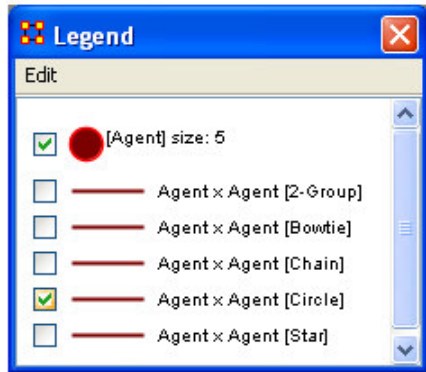 Legend
Edit
[Agent] size: 5
Agent x Agent [2-Group]
Agent x Agent [Bowtie]
Agent x Agent [Chain]
Agent x Agent [Circle]
Agent x Agent [Star]